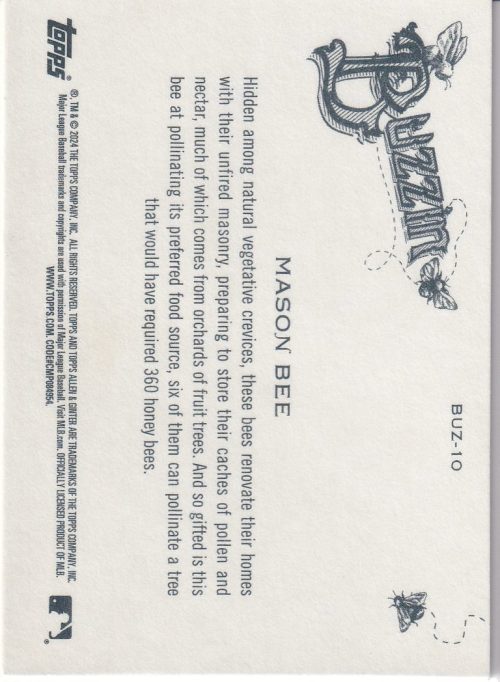 BUZZIN'
BUZ-10
MASON BEE
Hidden among natural vegetative crevices, these bees renovate their homes
with their unfired masonry, preparing to store their caches of pollen and
nectar, much of which comes from orchards of fruit trees. And so gifted is this
bee at pollinating its preferred food source, six of them can pollinate a tree
that would have required 360 honey bees.
topps
®, TM & © 2024 THE TOPPS COMPANY, INC. ALL RIGHTS RESERVED. TOPPS AND TOPPS ALLEN & GINTER ARE TRADEMARKS OF THE TOPPS COMPANY, INC.
Major League Baseball trademarks and copyrights are used with permission of Major League Baseball. Visit MLB.com. OFFICIALLY LICENSED PRODUCT OF MLB.
WWW.TOPPS.COM. CODE#CMP084954.
®